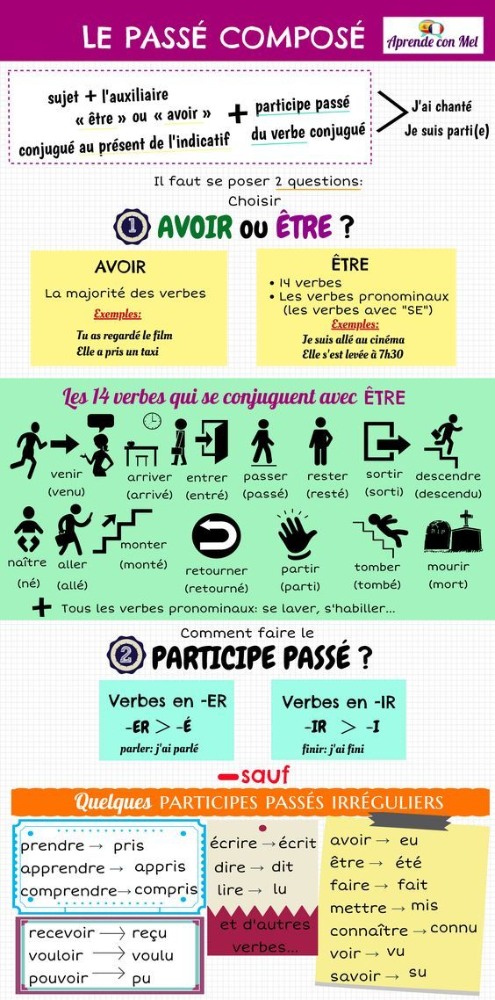 LE PASSÉ COMPOSÉ
Aprende con Mel
sujet + l'auxiliaire
« être » ou « avoir »
conjugué au présent de l'indicatif
+
participe passé
du verbe conjugué
>
J'ai chanté
Je suis parti(e)
Il faut se poser 2 questions:
Choisir
1 AVOIR ou ÊTRE ?
AVOIR
La majorité des verbes
Exemples:
Tu as regardé le film
Elle a pris un taxi
ÊTRE
• 14 verbes
• Les verbes pronominaux
(les verbes avec "SE")
Exemples:
Je suis allé au cinéma
Elle s'est levée à 7h30
Les 14 verbes qui se conjuguent avec ÊTRE
venir
(venu)
arriver
(arrivé)
entrer
(entré)
passer
(passé)
rester
(resté)
sortir
(sorti)
descendre
(descendu)
naître
(né)
aller
(allé)
monter
(monté)
retourner
(retourné)
partir
(parti)
tomber
(tombé)
RIP
mourir
(mort)
+ Tous les verbes pronominaux: se laver, s'habiller...
Comment faire le
2 PARTICIPE PASSÉ ?
Verbes en -ER
-ER > -É
parler: j'ai parlé
Verbes en -IR
-IR > -I
finir: j'ai fini
-sauf
Quelques PARTICIPES PASSÉS IRRÉGULIERS
prendre → pris
apprendre → appris
comprendre → compris
recevoir → reçu
vouloir → voulu
pouvoir → pu
écrire → écrit
dire → dit
lire → lu
et d'autres
verbes...
avoir → eu
être → été
faire → fait
mettre → mis
connaître → connu
voir → vu
savoir → su